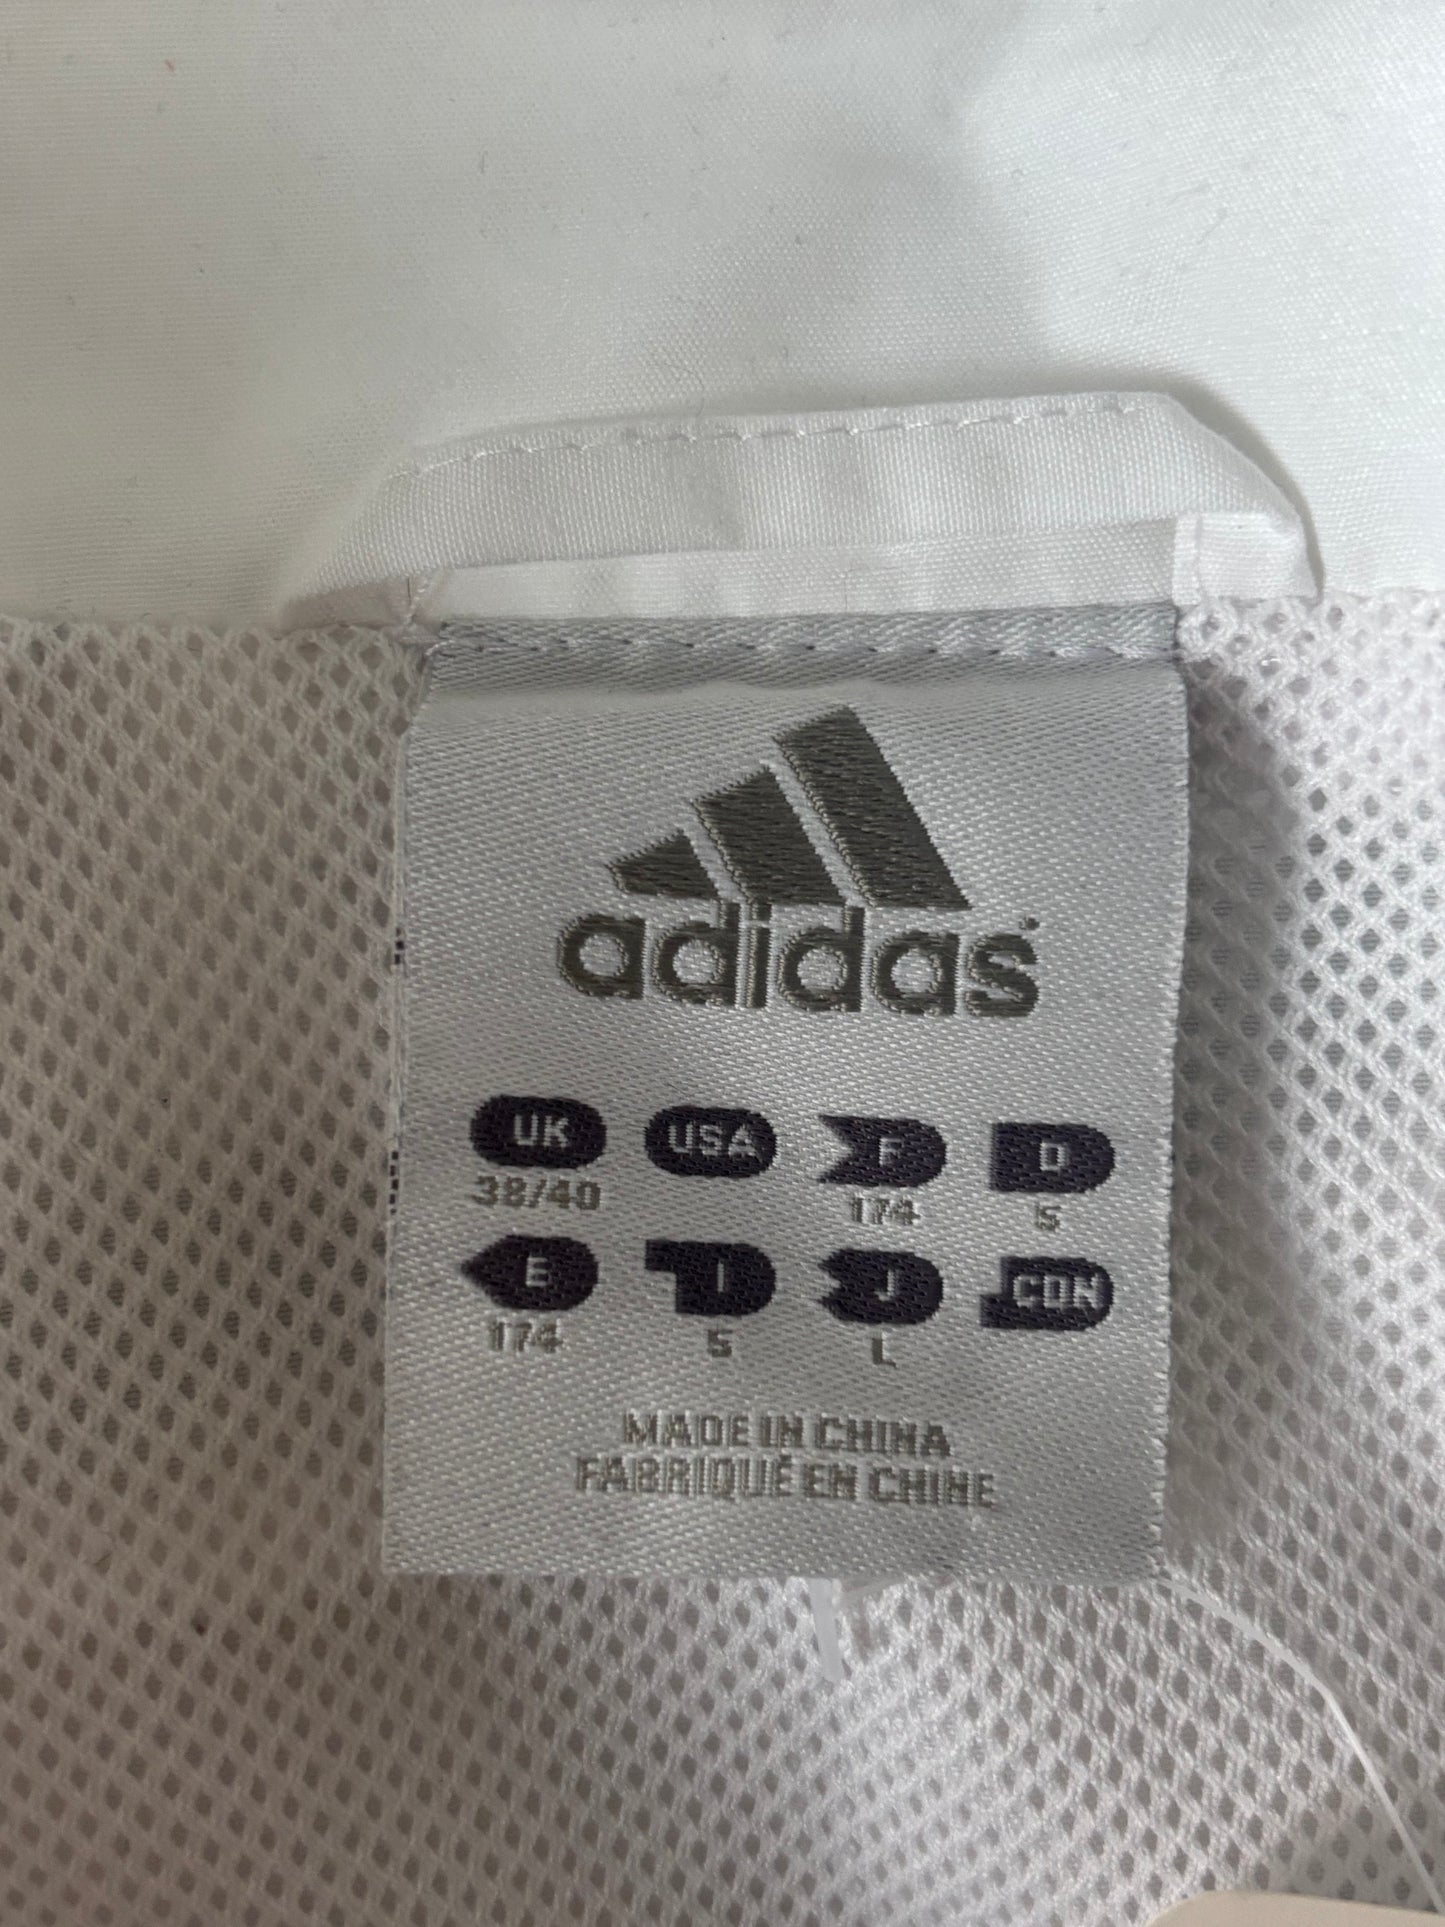 adidas
UK USA F D
38/40 174 5
E I J CDN
174 5 L
MADE IN CHINA
FABRIQUÉ EN CHINE